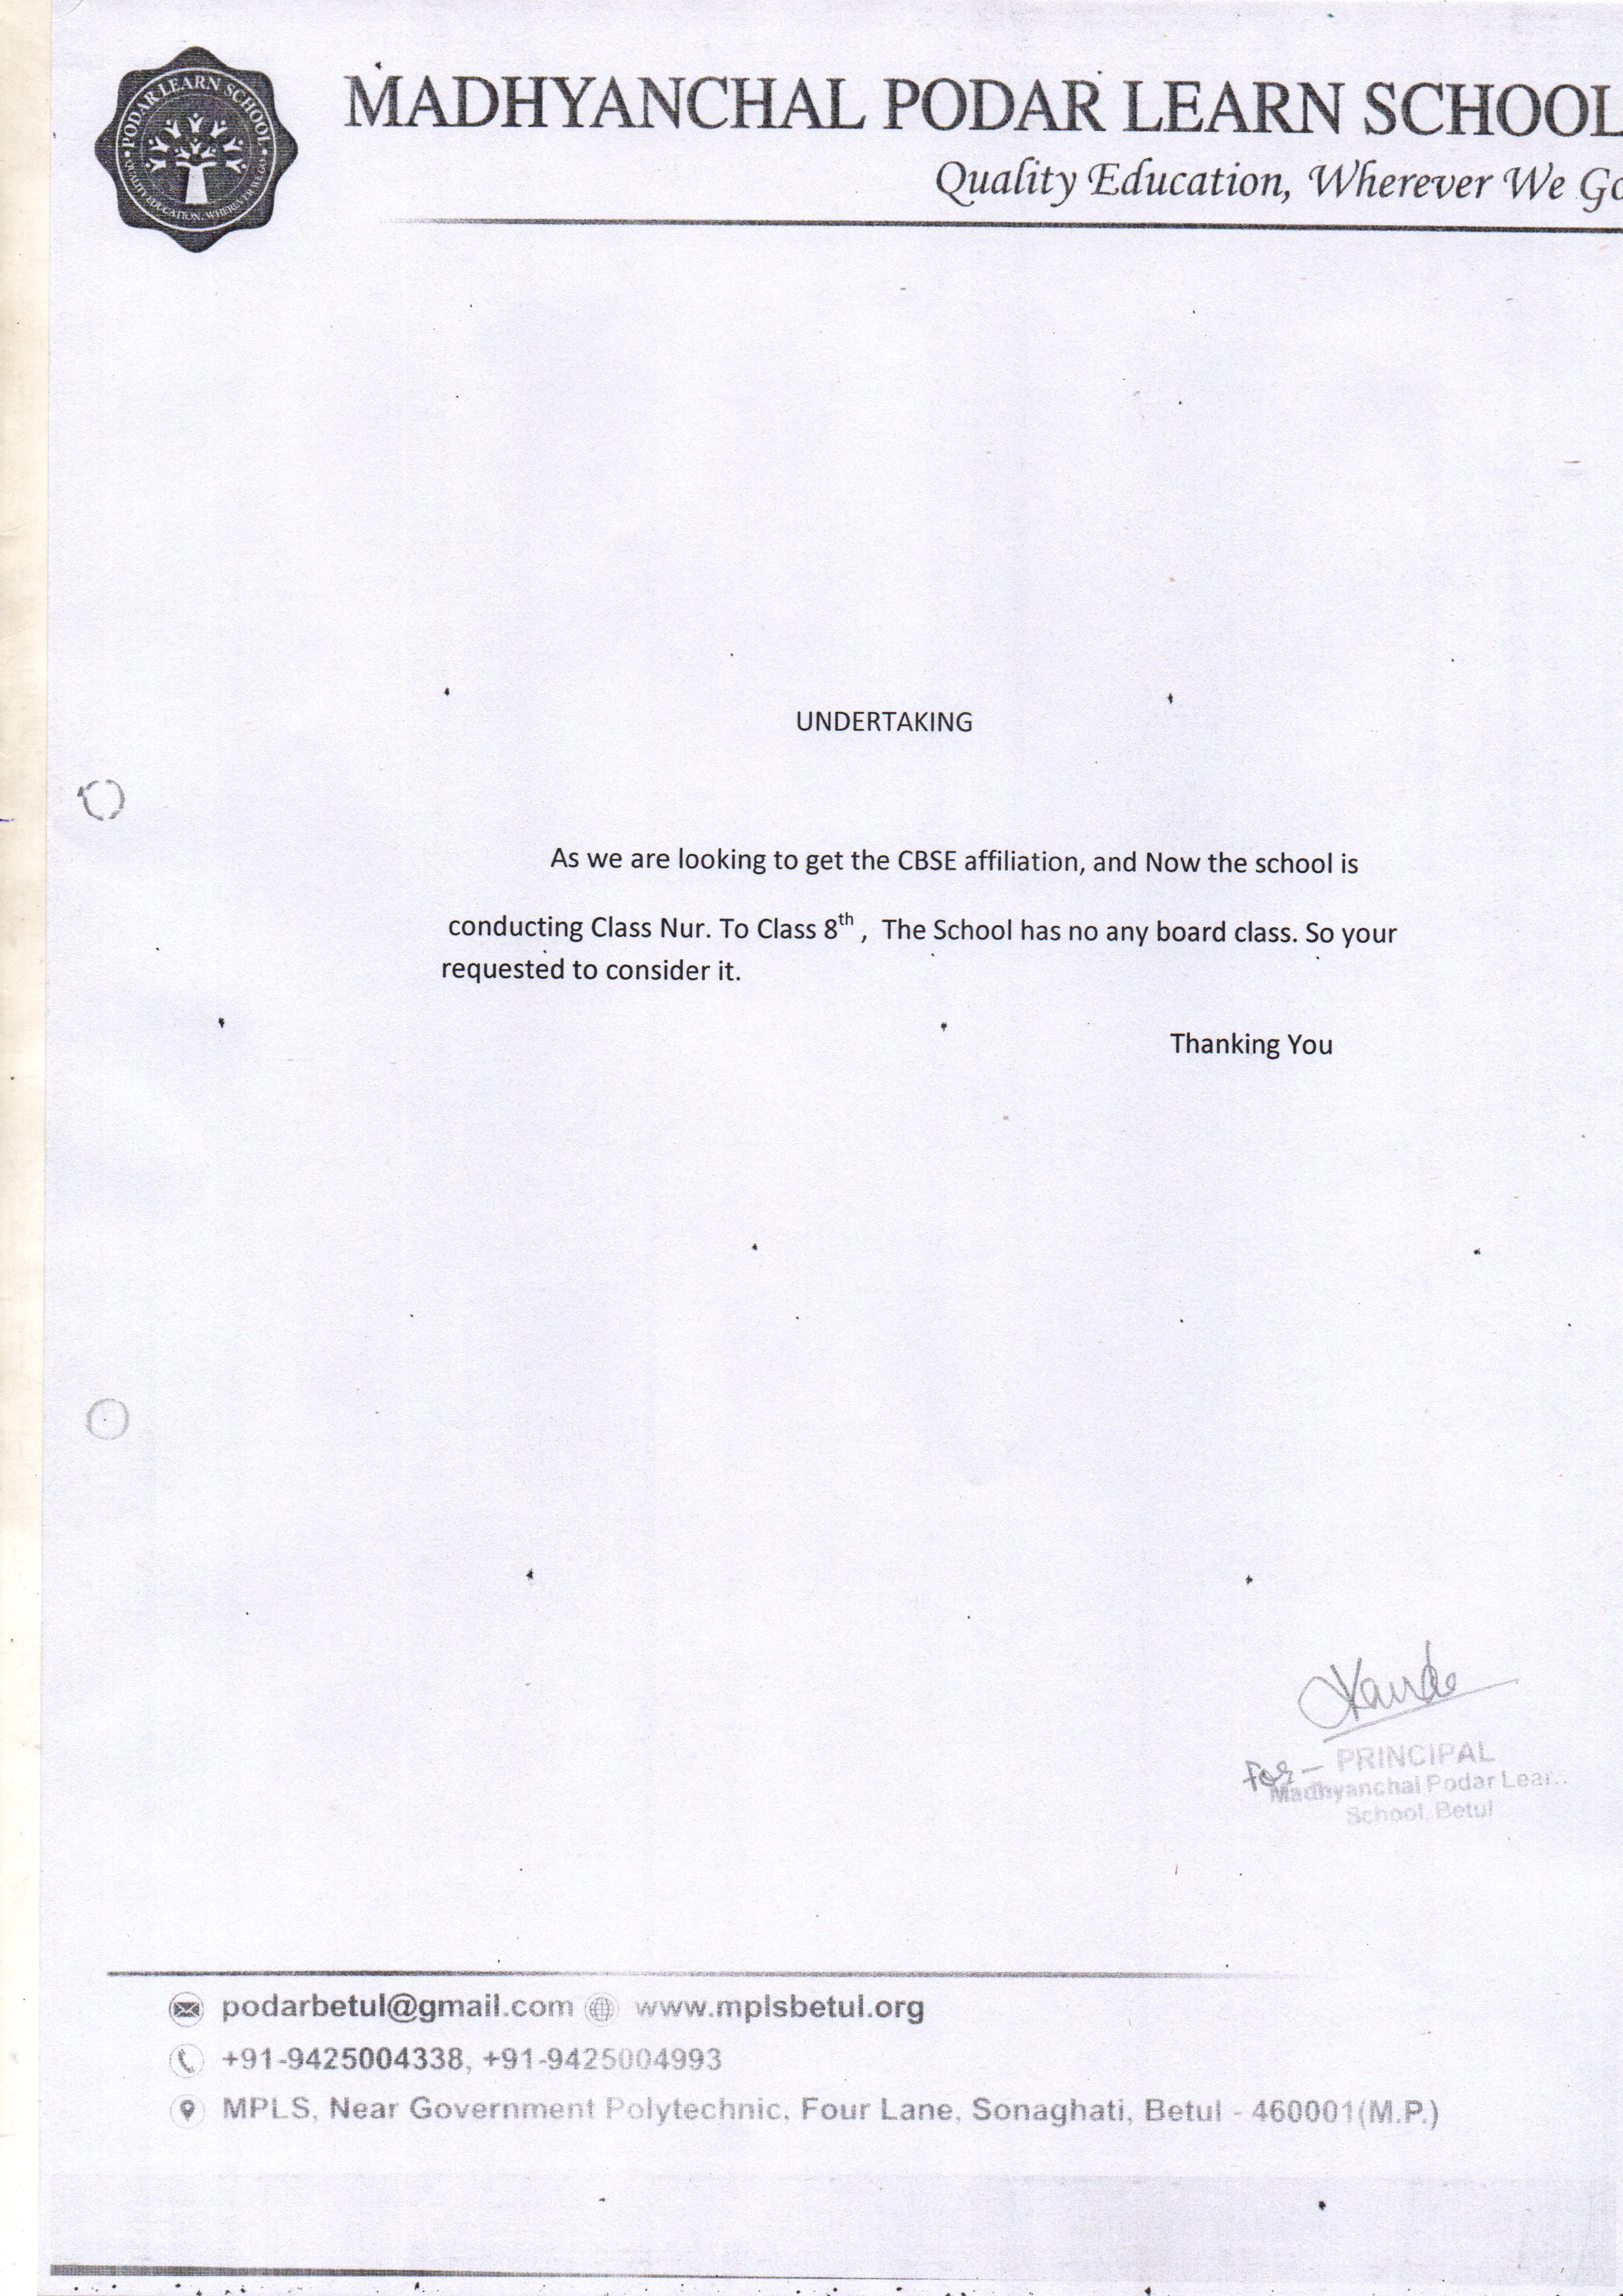 MADHYANCHAL PODAR LEARN SCHOOL
PODAR LEARN SCHOOL
QUALITY EDUCATION, WHEREVER WE GO
Quality Education, Wherever We Go
UNDERTAKING
As we are looking to get the CBSE affiliation, and Now the school is
conducting Class Nur. To Class 8th , The School has no any board class. So your
requested to consider it.
Thanking You
For – PRINCIPAL
Madhyanchal Podar Lear..
School, Betul
podarbetul@gmail.com www.mplsbetul.org
+91-9425004338, +91-9425004993
MPLS, Near Government Polytechnic, Four Lane, Sonaghati, Betul - 460001(M.P.)